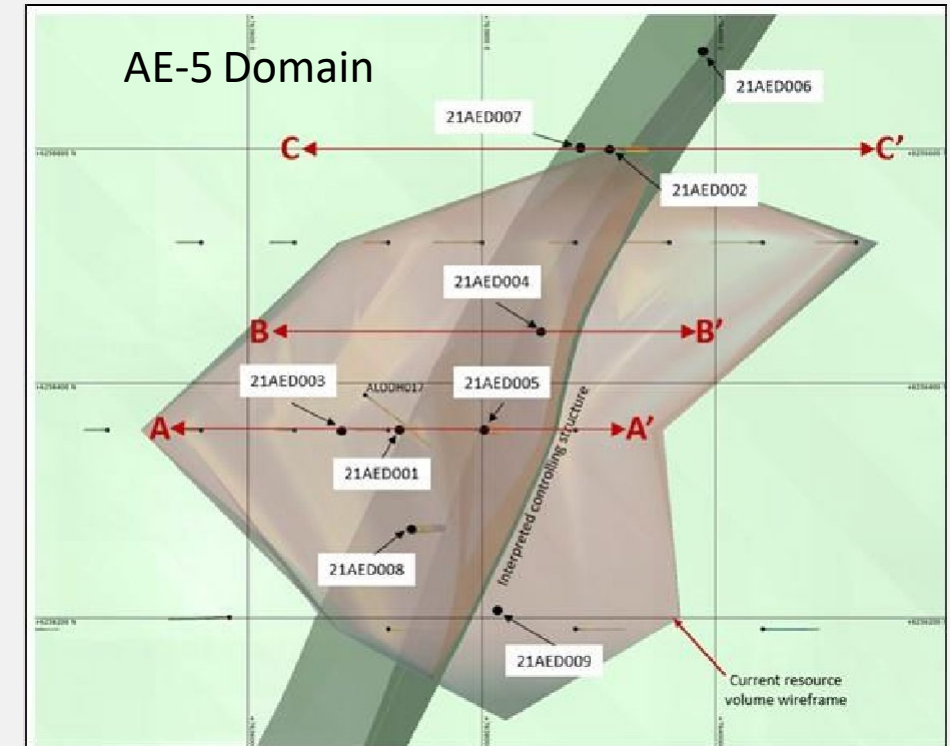 AE-5 Domain
21AED006
21AED007
C
C'
21AED002
21AED004
B
B'
21AED003
ALDDH017
21AED005
A
A'
21AED001
Interpreted controlling structure
21AED008
21AED009
Current resource
volume wireframe